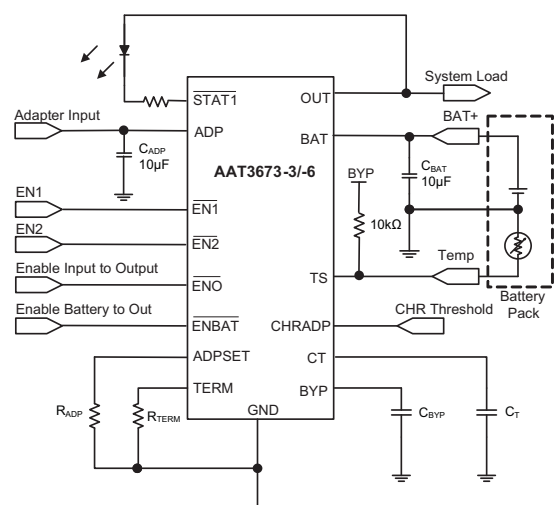 STAT1
OUT
System Load
Adapter Input
ADP
BAT
BAT+
CADP
10µF
AAT3673-3/-6
BYP
CBAT
10µF
EN1
EN1
10kΩ
EN2
EN2
Temp
Enable Input to Output
ENO
TS
Battery
Pack
Enable Battery to Out
ENBAT
CHRADP
CHR Threshold
ADPSET
CT
TERM
BYP
RADP
RTERM
GND
CBYP
CT